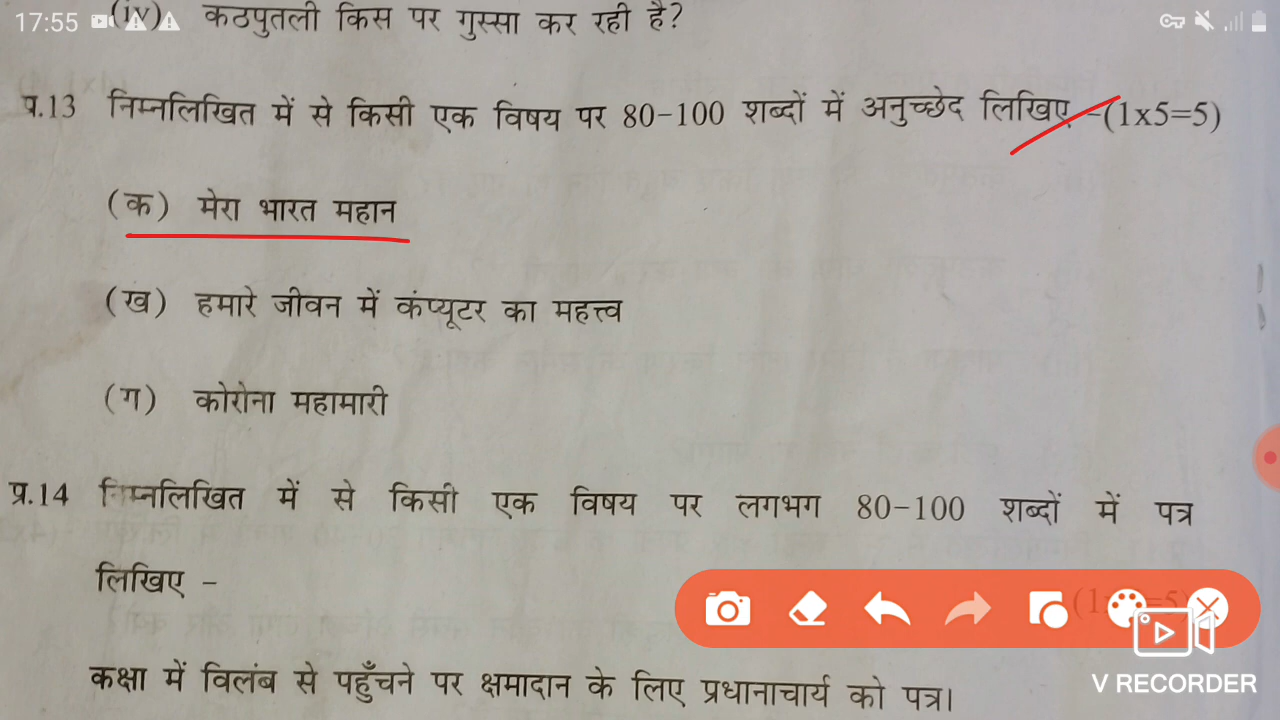 17:55
(iv) कठपुतली किस पर गुस्सा कर रही है?
प्र.13 निम्नलिखित में से किसी एक विषय पर 80-100 शब्दों में अनुच्छेद लिखिए -(1x5=5)
(क) मेरा भारत महान
(ख) हमारे जीवन में कंप्यूटर का महत्त्व
(ग) कोरोना महामारी
प्र.14 निम्नलिखित में से किसी एक विषय पर लगभग 80-100 शब्दों में पत्र
लिखिए -
कक्षा में विलंब से पहुँचने पर क्षमादान के लिए प्रधानाचार्य को पत्र।
V RECORDER